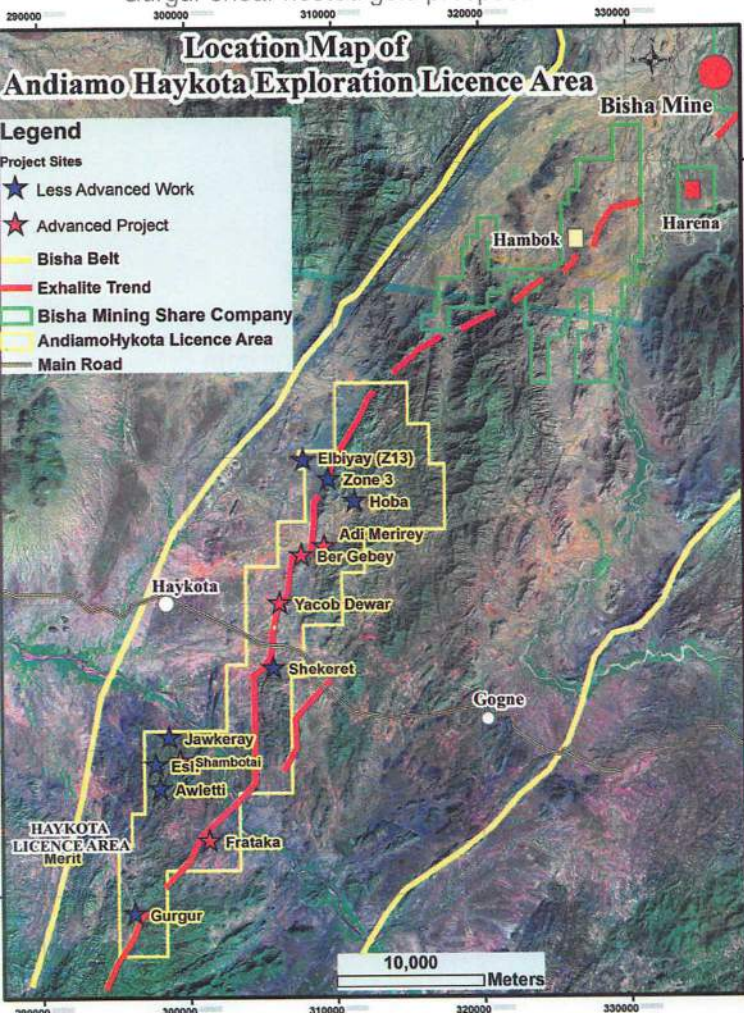 290000 300000 310000 320000 330000
Location Map of
Andiamo Haykota Exploration Licence Area
Legend
Project Sites
Less Advanced Work
Advanced Project
Bisha Belt
Exhalite Trend
Bisha Mining Share Company
AndiamoHykota Licence Area
Main Road
Bisha Mine
Harena
Hambok
Elbiyay (Z13)
Zone 3
Hoba
Adi Merirey
Ber Gebey
Haykota
Yacob Dewar
Shekeret
Gogne
Jawkeray
Esl. Shambotai
Awletti
HAYKOTA
LICENCE AREA
Merit
Frataka
Gurgur
10,000
Meters
300000 310000 320000 330000